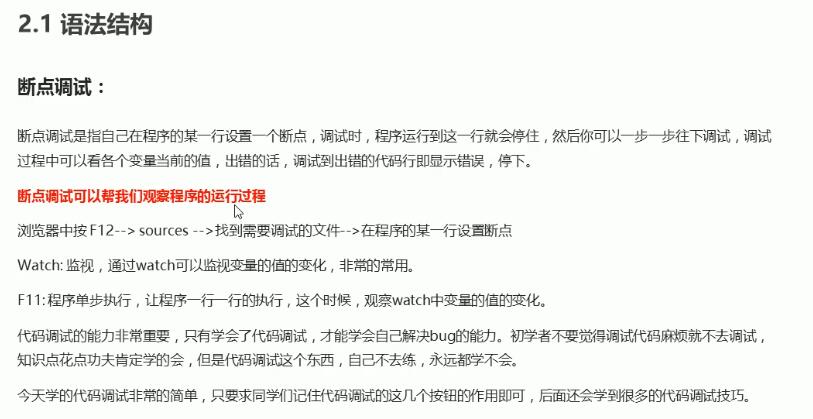 2.1 语法结构
断点调试：
断点调试是指自己在程序的某一行设置一个断点，调试时，程序运行到这一行就会停住，然后你可以一步一步往下调试，调试
过程中可以看各个变量当前的值，出错的话，调试到出错的代码行即显示错误，停下。
断点调试可以帮我们观察程序的运行过程
浏览器中按 F12--> sources -->找到需要调试的文件-->在程序的某一行设置断点
Watch: 监视，通过watch可以监视变量的值的变化，非常的常用。
F11: 程序单步执行，让程序一行一行的执行，这个时候，观察watch中变量的值的变化。
代码调试的能力非常重要，只有学会了代码调试，才能学会自己解决bug的能力。初学者不要觉得调试代码麻烦就不去调试，
知识点花点功夫肯定学的会，但是代码调试这个东西，自己不去练，永远都学不会。
今天学的代码调试非常的简单，只要求同学们记住代码调试的这几个按钮的作用即可，后面还会学到很多的代码调试技巧。